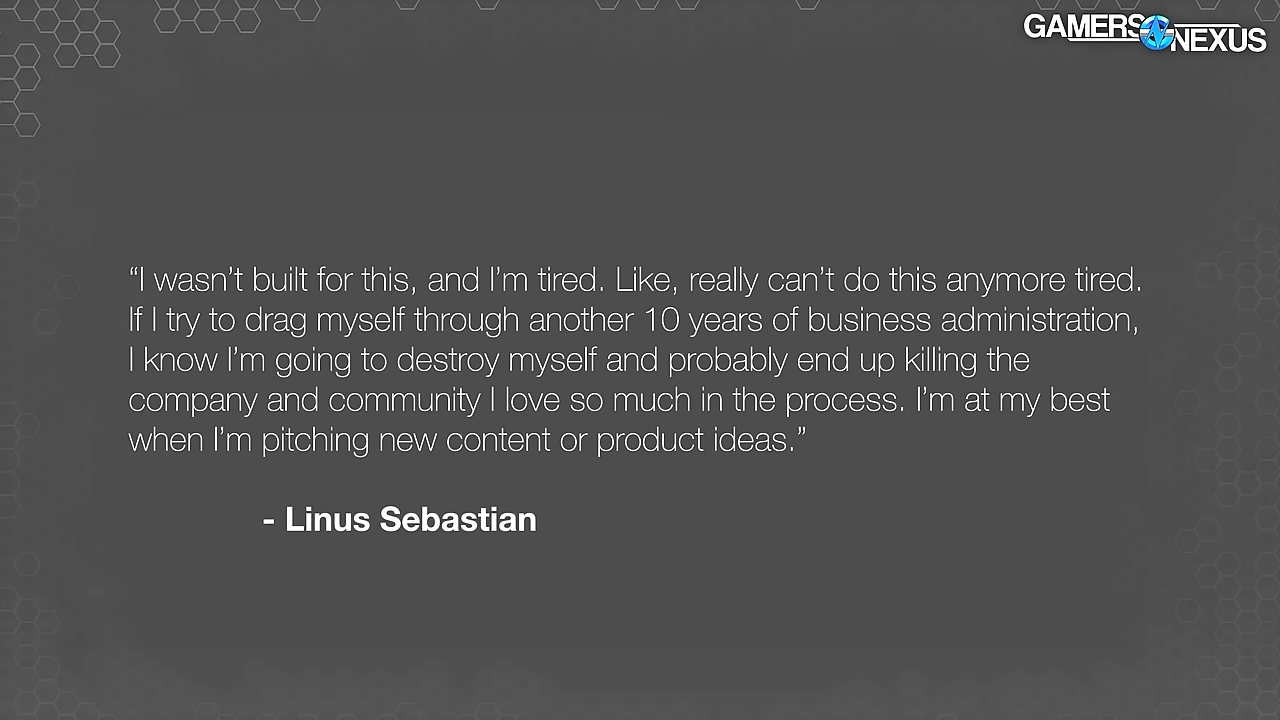 GAMERS NEXUS
“I wasn’t built for this, and I’m tired. Like, really can’t do this anymore tired.
If I try to drag myself through another 10 years of business administration,
I know I’m going to destroy myself and probably end up killing the
company and community I love so much in the process. I’m at my best
when I’m pitching new content or product ideas.”
- Linus Sebastian